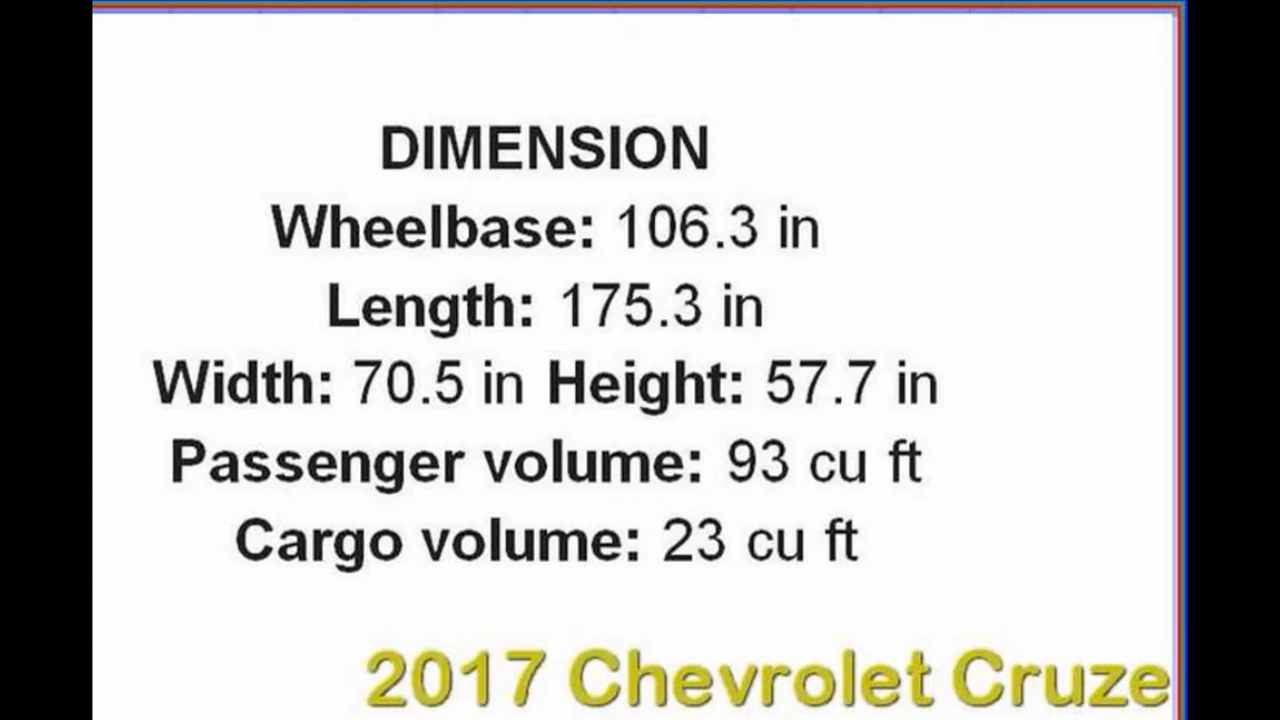 DIMENSION
Wheelbase: 106.3 in
Length: 175.3 in
Width: 70.5 in Height: 57.7 in
Passenger volume: 93 cu ft
Cargo volume: 23 cu ft
2017 Chevrolet Cruze